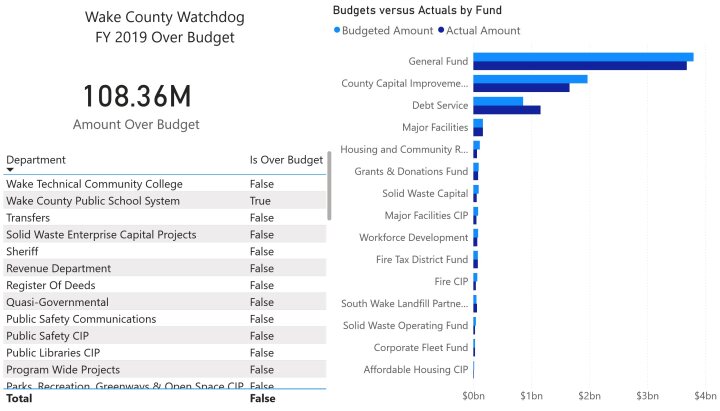 Wake County Watchdog
FY 2019 Over Budget
108.36M
Amount Over Budget
Department Is Over Budget
Wake Technical Community College False
Wake County Public School System True
Transfers False
Solid Waste Enterprise Capital Projects False
Sheriff False
Revenue Department False
Register Of Deeds False
Quasi-Governmental False
Public Safety Communications False
Public Safety CIP False
Public Libraries CIP False
Program Wide Projects False
Parks, Recreation, Greenways & Open Space CIP False
Total False
Budgets versus Actuals by Fund
Budgeted Amount Actual Amount
General Fund
County Capital Improveme...
Debt Service
Major Facilities
Housing and Community R...
Grants & Donations Fund
Solid Waste Capital
Major Facilities CIP
Workforce Development
Fire Tax District Fund
Fire CIP
South Wake Landfill Partne...
Solid Waste Operating Fund
Corporate Fleet Fund
Affordable Housing CIP
$0bn $1bn $2bn $3bn $4bn